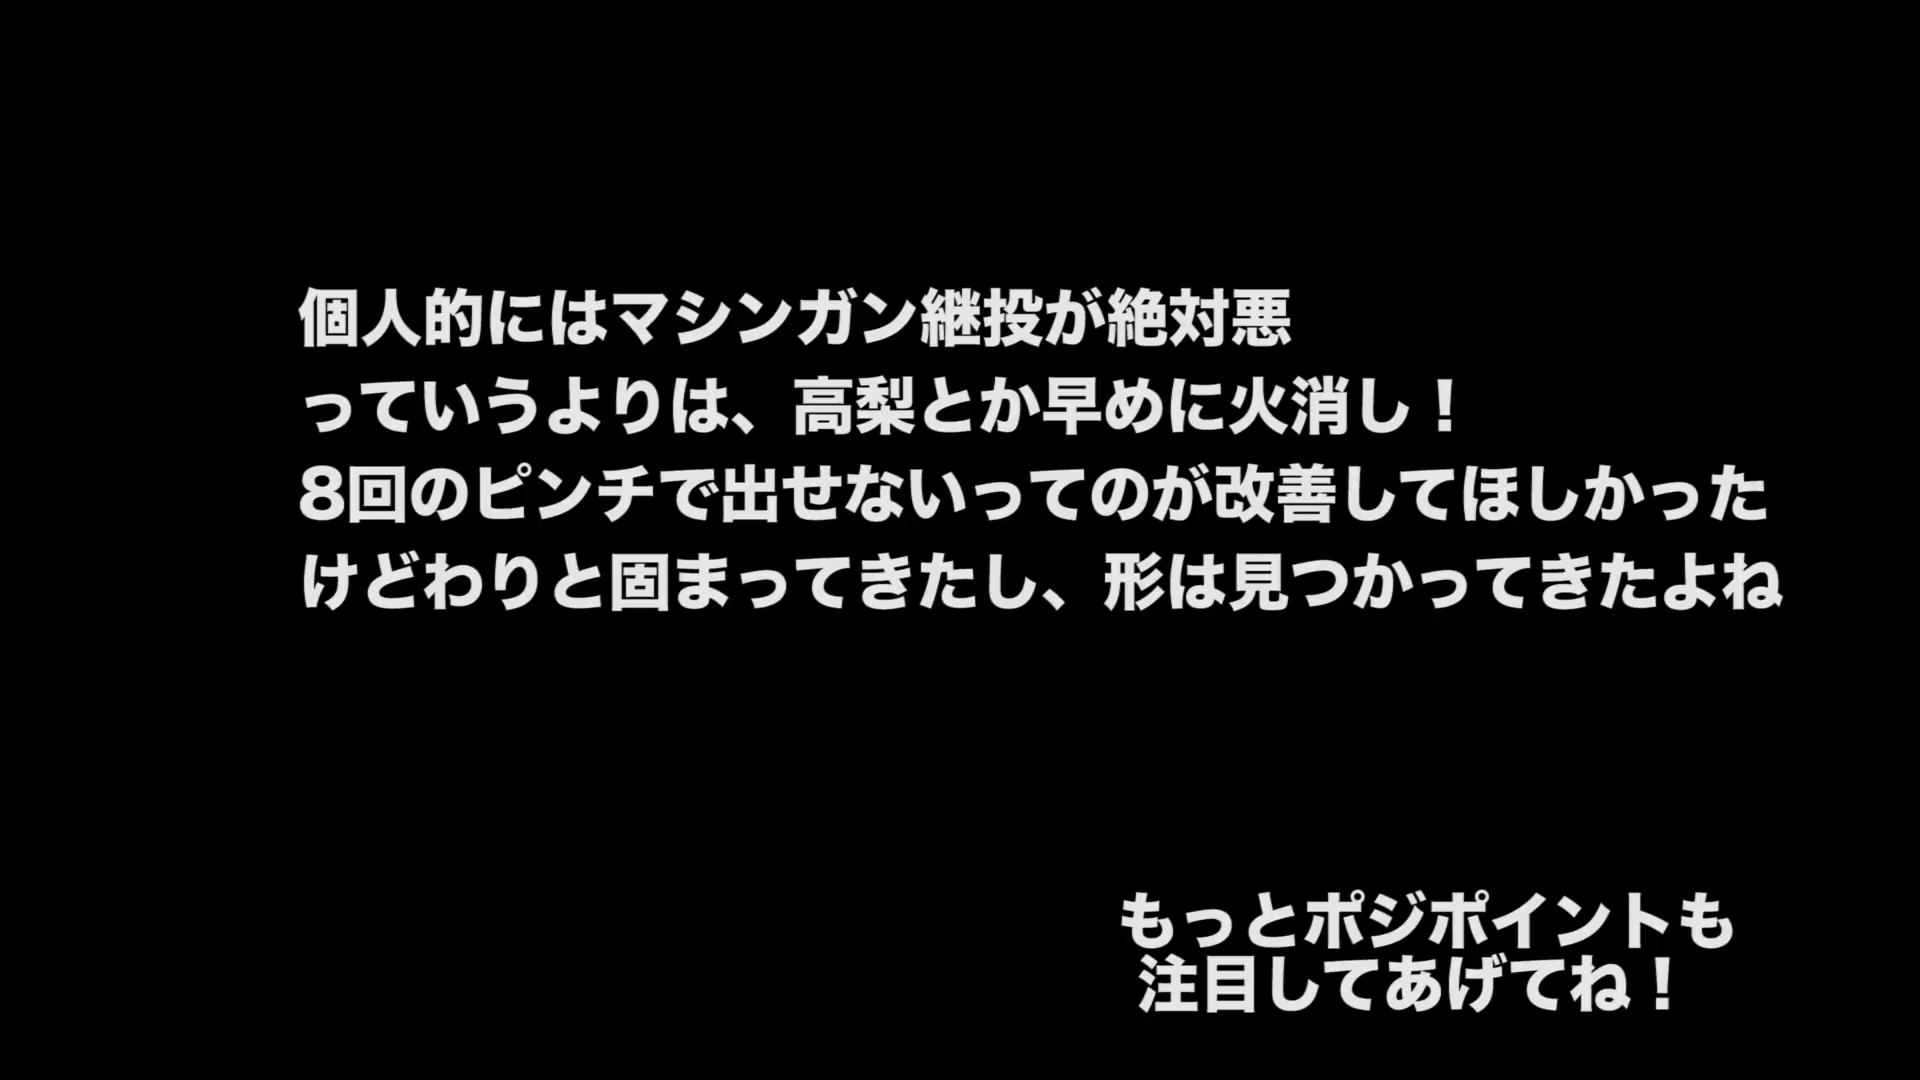 個人的にはマシンガン継投が絶対悪
っていうよりは、高梨とか早めに火消し！
8回のピンチで出せないってのが改善してほしかった
けどわりと固まってきたし、形は見つかってきたよね
もっとポジポイントも
注目してあげてね！